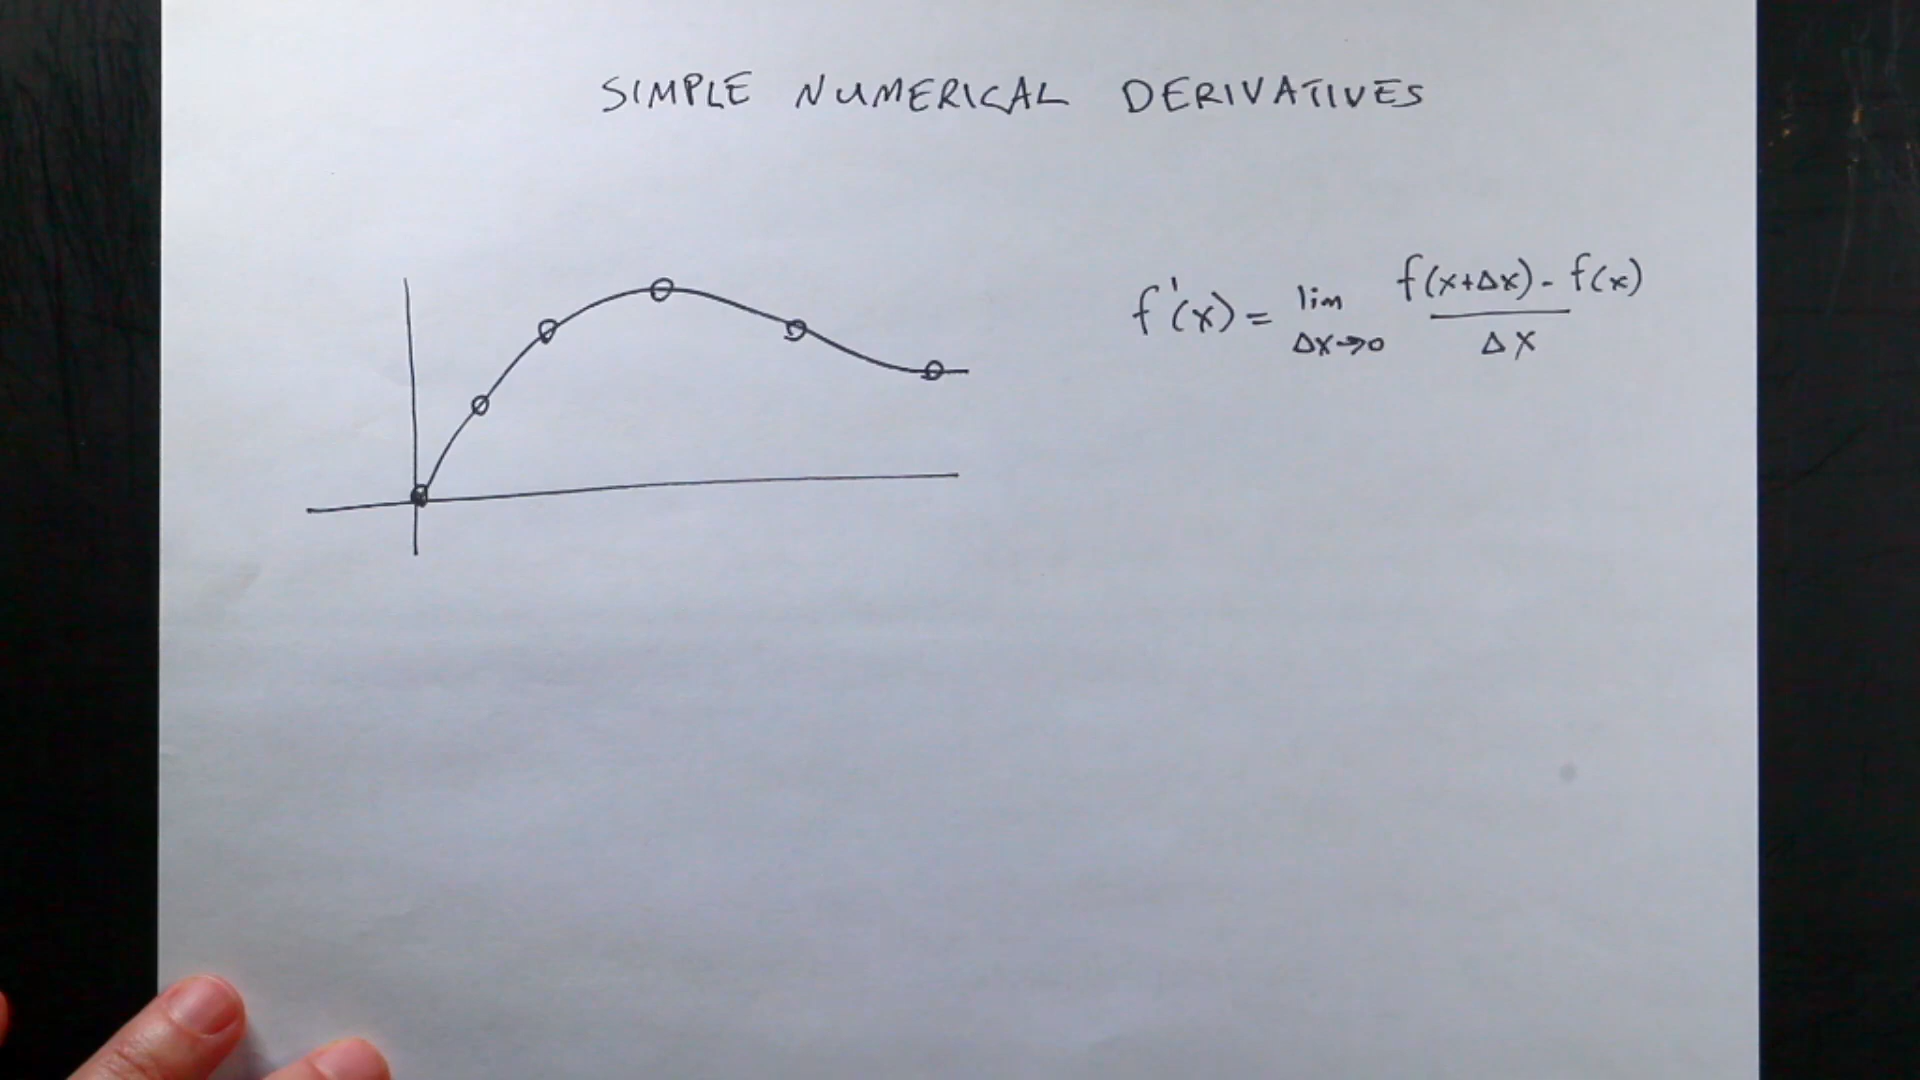 SIMPLE NUMERICAL DERIVATIVES
f'(x) = lim Δx→0 f(x+Δx) - f(x) / Δx